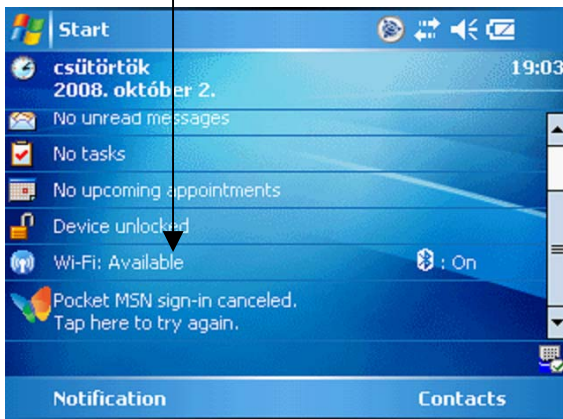 Start
csütörtök 19:03
2008. október 2.
No unread messages
No tasks
No upcoming appointments
Device unlocked
Wi-Fi: Available : On
Pocket MSN sign-in canceled.
Tap here to try again.
Notification Contacts